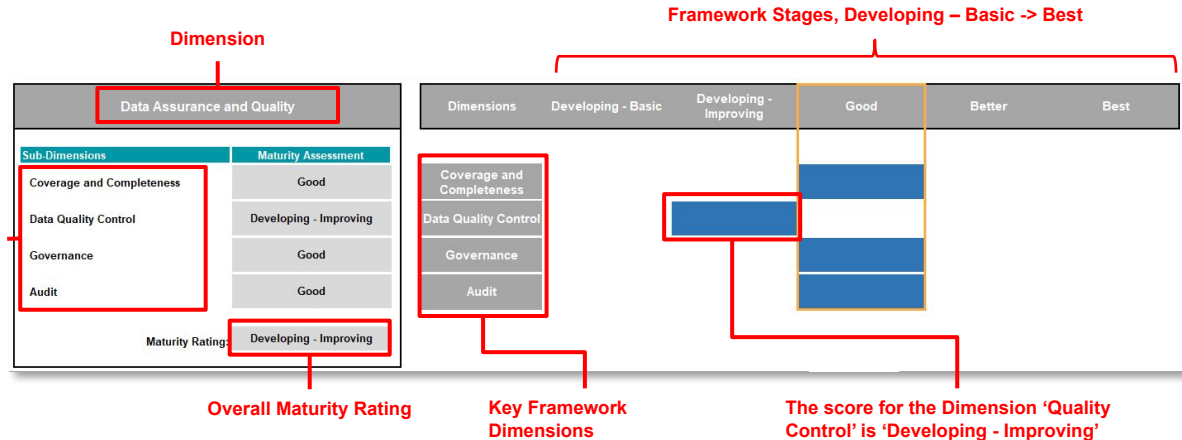 Framework Stages, Developing – Basic -> Best
Dimension
Data Assurance and Quality
Sub-Dimensions Maturity Assessment
Coverage and Completeness Good
Data Quality Control Developing - Improving
Governance Good
Audit Good
Maturity Rating: Developing - Improving
Dimensions Developing - Basic Developing - Improving Good Better Best
Coverage and
Completeness
Data Quality Control
Governance
Audit
Overall Maturity Rating
Key Framework
Dimensions
The score for the Dimension ‘Quality
Control’ is ‘Developing - Improving’